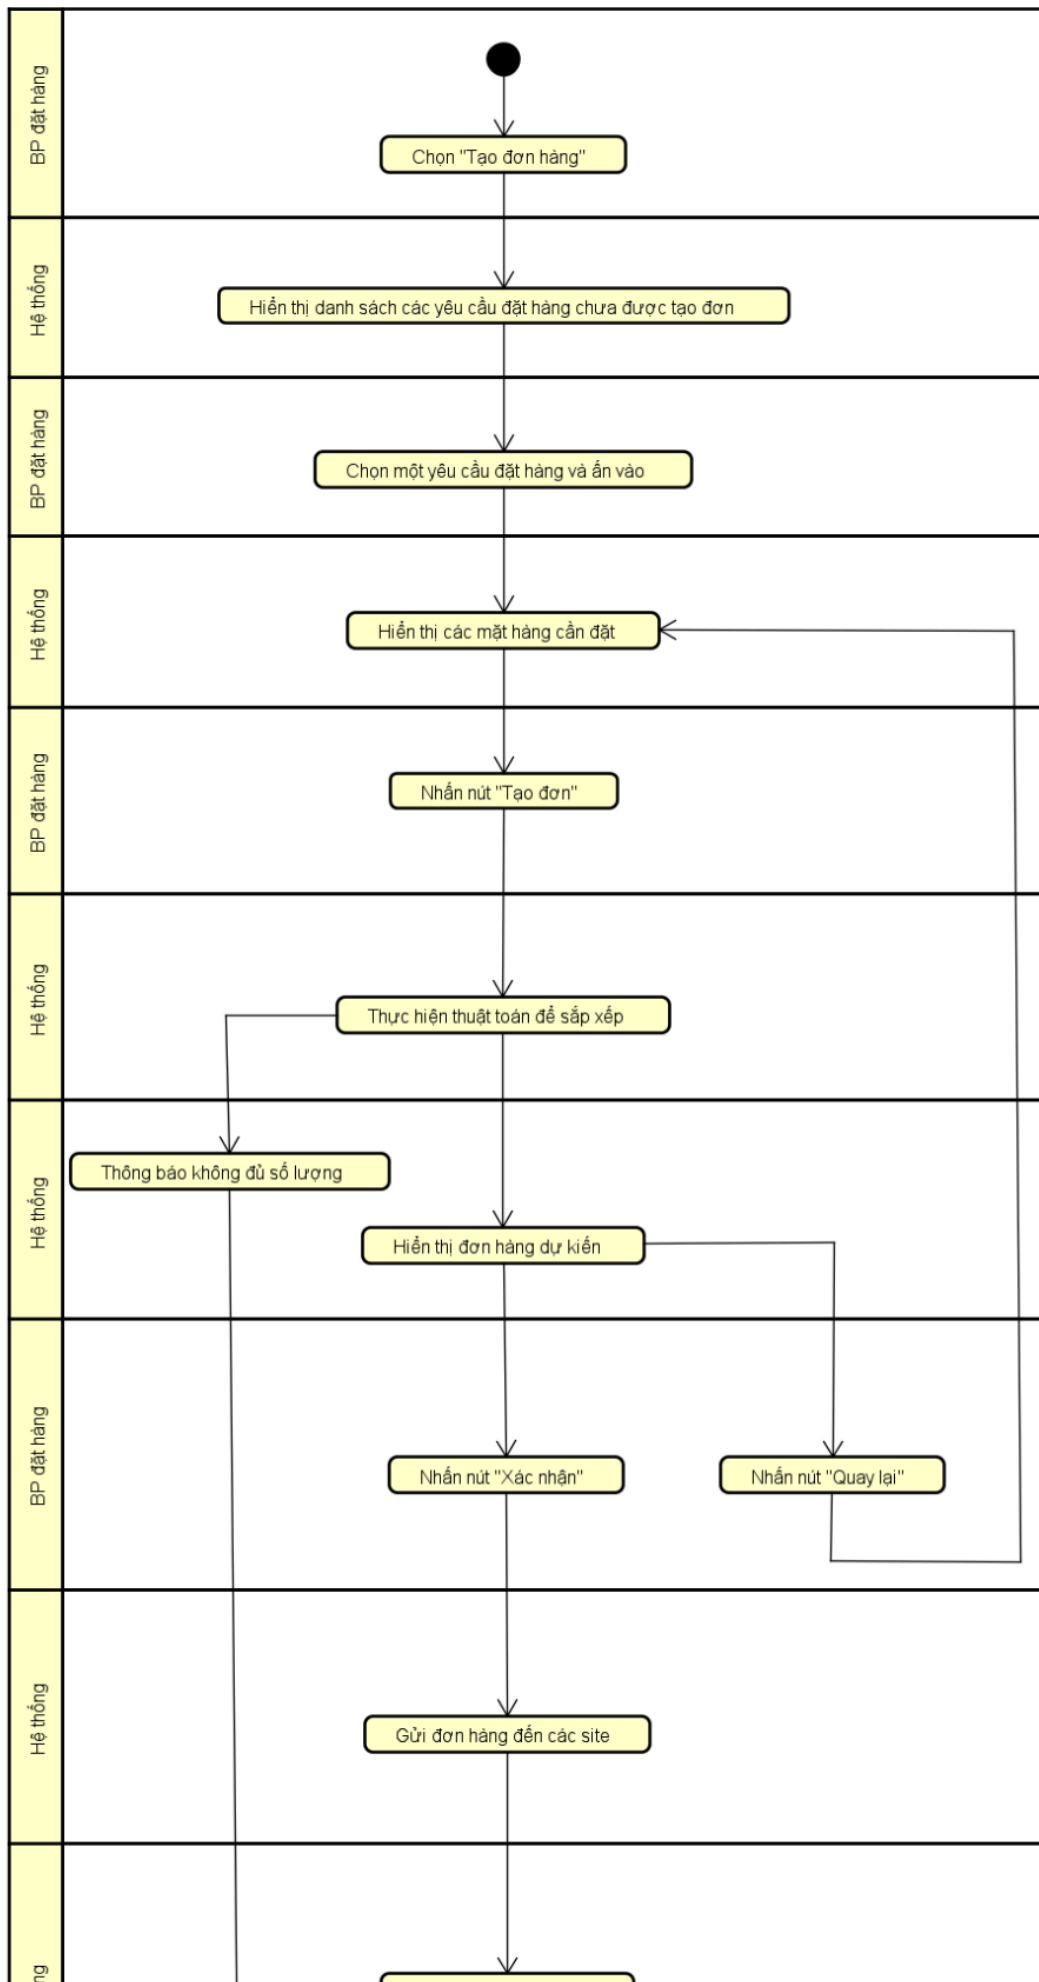 BP đặt hàng
Chọn "Tạo đơn hàng"
Hệ thống
Hiển thị danh sách các yêu cầu đặt hàng chưa được tạo đơn
BP đặt hàng
Chọn một yêu cầu đặt hàng và ấn vào
Hệ thống
Hiển thị các mặt hàng cần đặt
BP đặt hàng
Nhấn nút "Tạo đơn"
Hệ thống
Thực hiện thuật toán để sắp xếp
Hệ thống
Thông báo không đủ số lượng
Hiển thị đơn hàng dự kiến
BP đặt hàng
Nhấn nút "Xác nhận"
Nhấn nút "Quay lại"
Hệ thống
Gửi đơn hàng đến các site